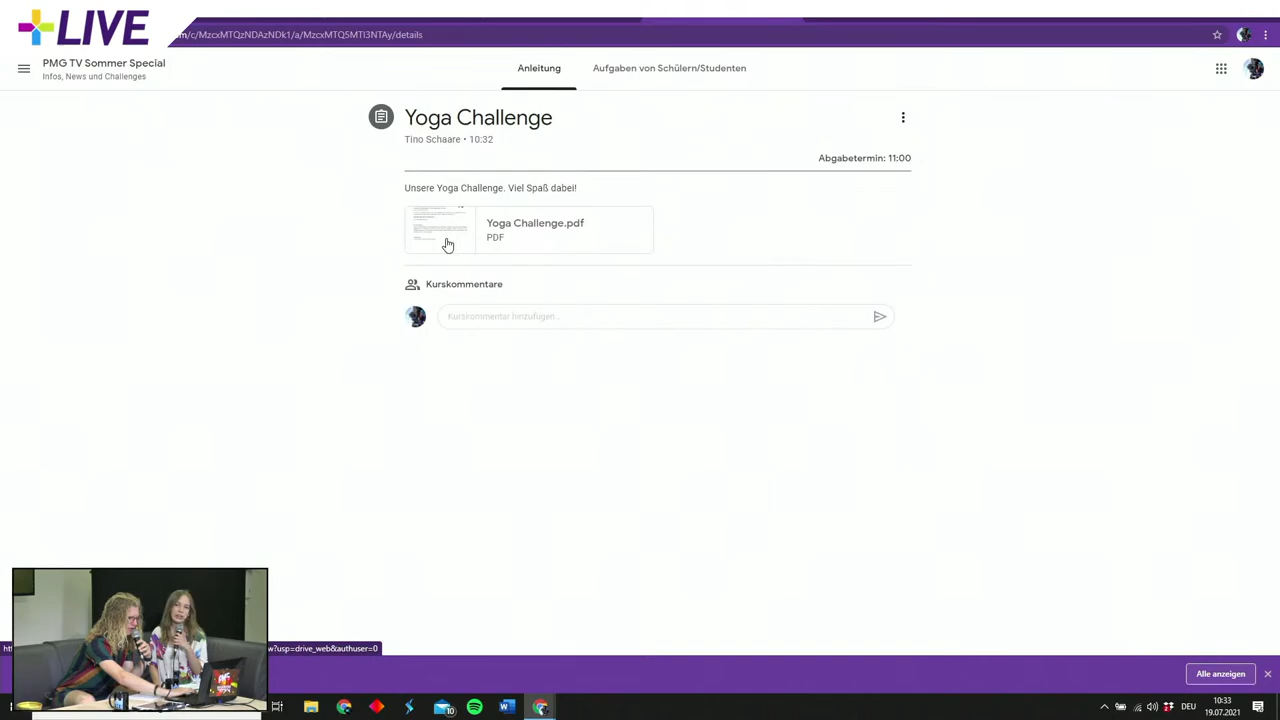 LIVE
m/c/MzcxMTQzNDAzNDk1/a/MzcxMTQ5MTI3NTAy/details
PMG TV Sommer Special
Infos, News und Challenges
Anleitung
Aufgaben von Schülern/Studenten
Yoga Challenge
Tino Schaare • 10:32
Abgabetermin: 11:00
Unsere Yoga Challenge. Viel Spaß dabei!
Yoga Challenge.pdf
PDF
Kurskommentare
Kurskommentar hinzufügen...
w?usp=drive_web&authuser=0
Alle anzeigen
10
DEU
10:33
19.07.2021